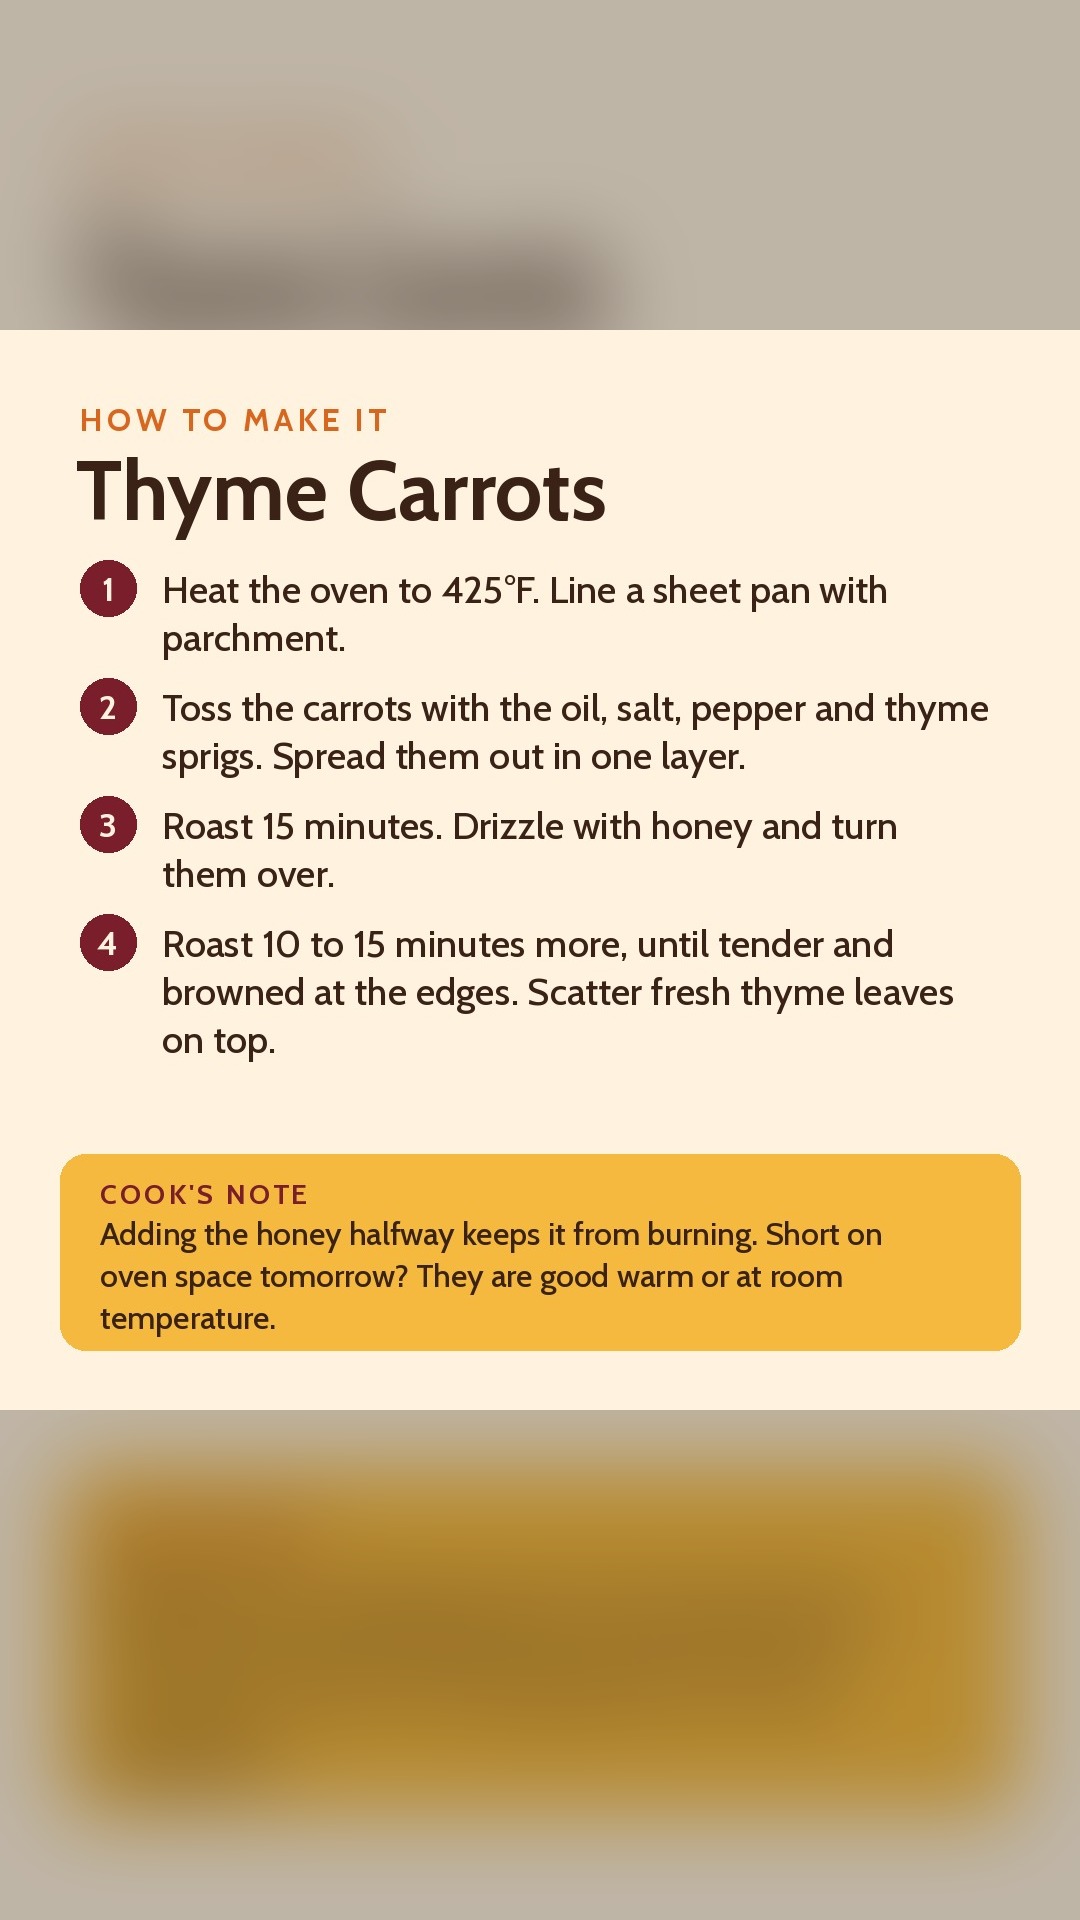 HOW TO MAKE IT
Thyme Carrots
1 Heat the oven to 425°F. Line a sheet pan with
parchment.
2 Toss the carrots with the oil, salt, pepper and thyme
sprigs. Spread them out in one layer.
3 Roast 15 minutes. Drizzle with honey and turn
them over.
4 Roast 10 to 15 minutes more, until tender and
browned at the edges. Scatter fresh thyme leaves
on top.
COOK'S NOTE
Adding the honey halfway keeps it from burning. Short on
oven space tomorrow? They are good warm or at room
temperature.